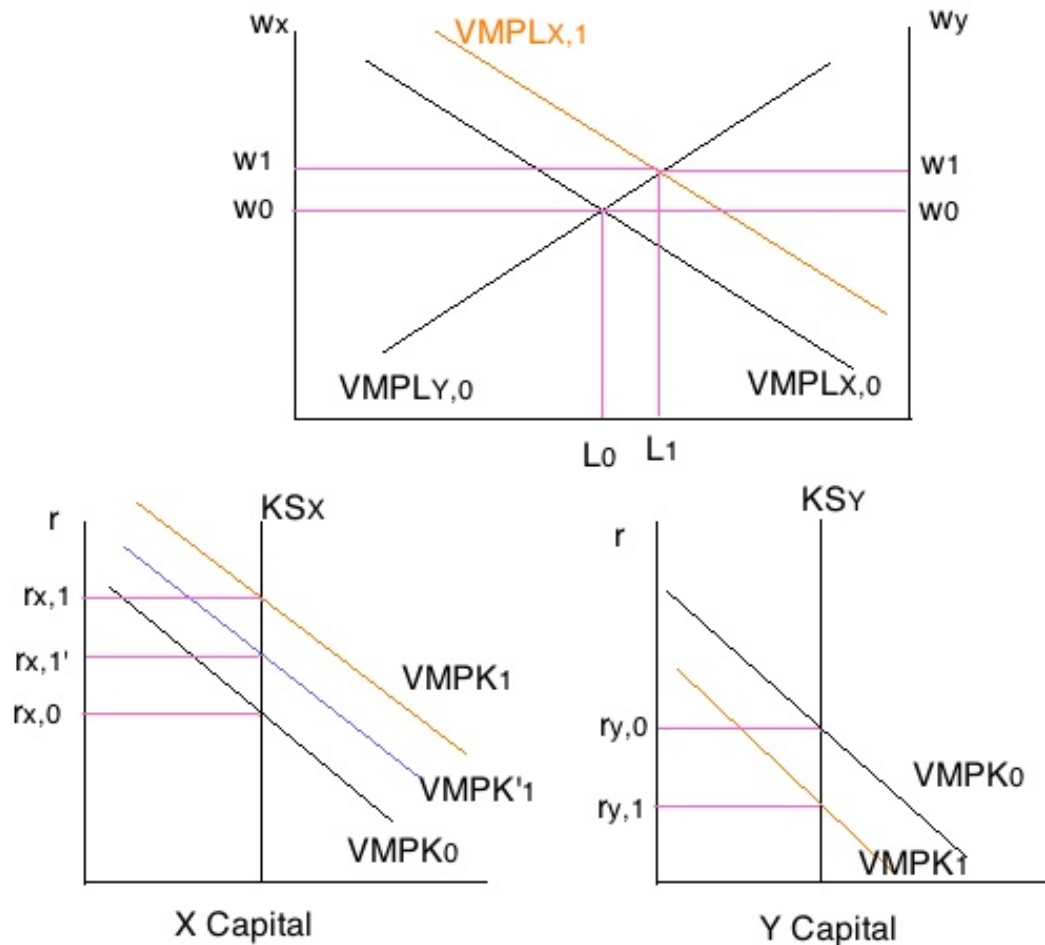 wx
VMPLx,1
wy
w1
w1
w0
w0
VMPLY,0
VMPLx,0
L0
L1
r
KSX
rx,1
rx,1'
rx,0
VMPK1
VMPK'1
VMPK0
X Capital
r
KSY
ry,0
ry,1
VMPK0
VMPK1
Y Capital